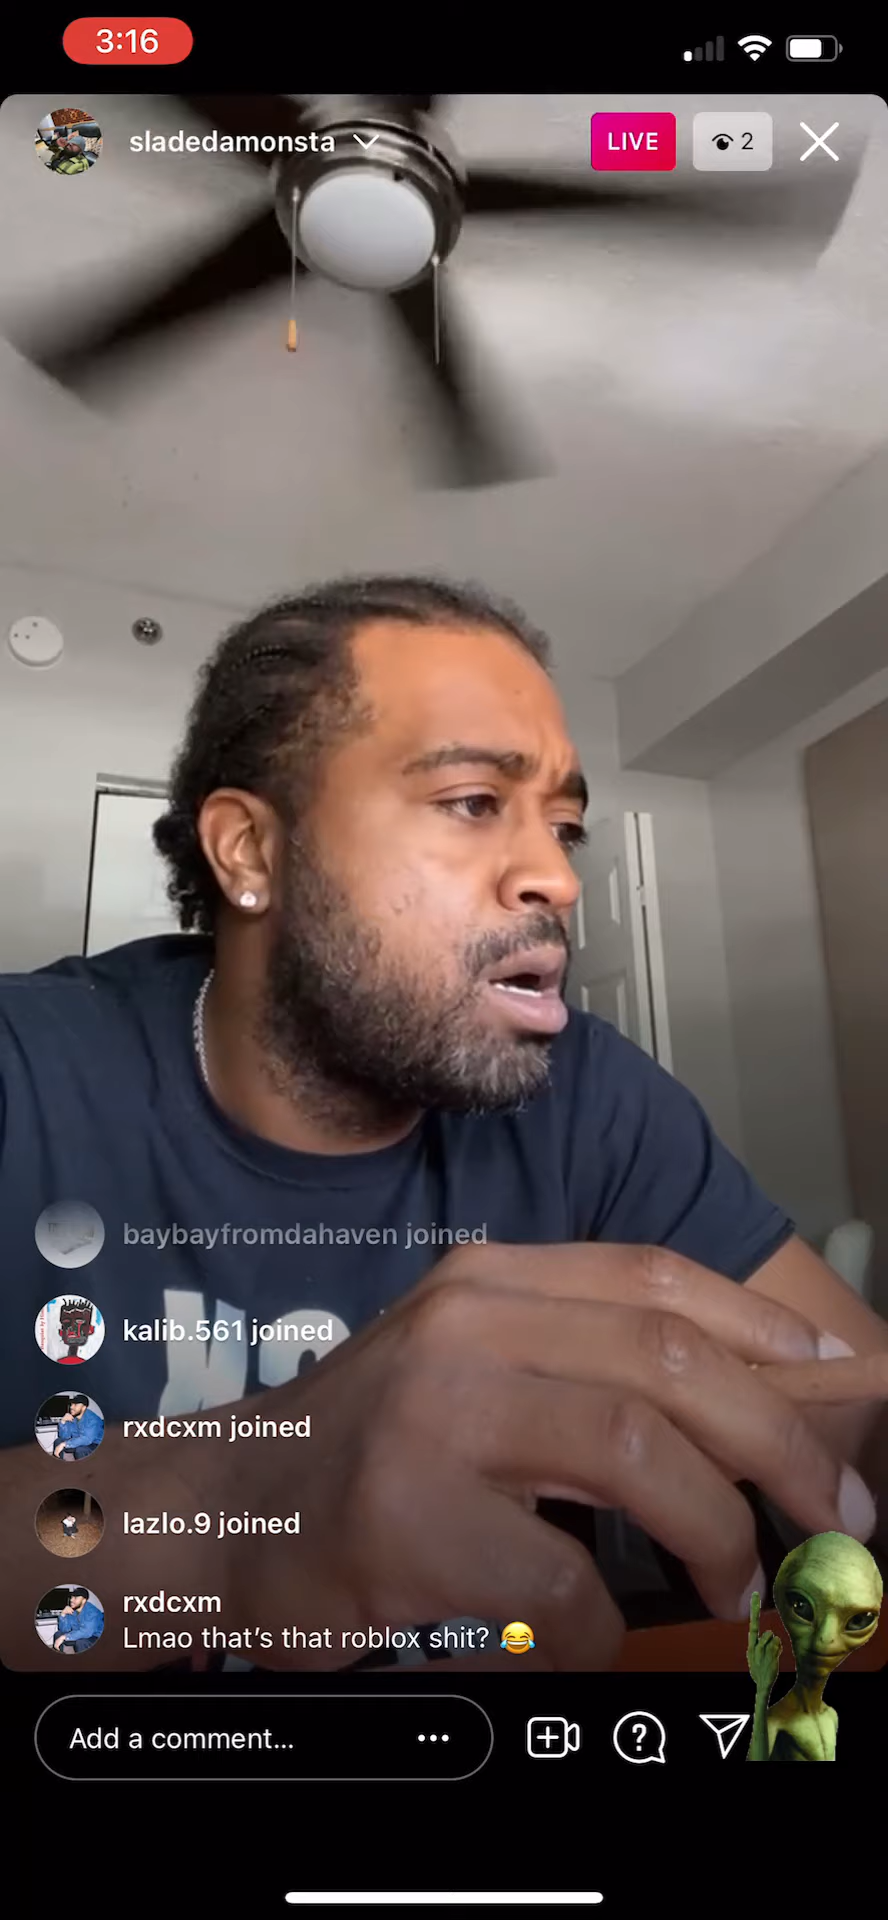 3:16
sladedamonsta
LIVE
2
baybayfromdahaven joined
kalib.561 joined
rxdcxm joined
lazlo.9 joined
rxdcxm
Lmao that's that roblox shit? 😂
Add a comment...